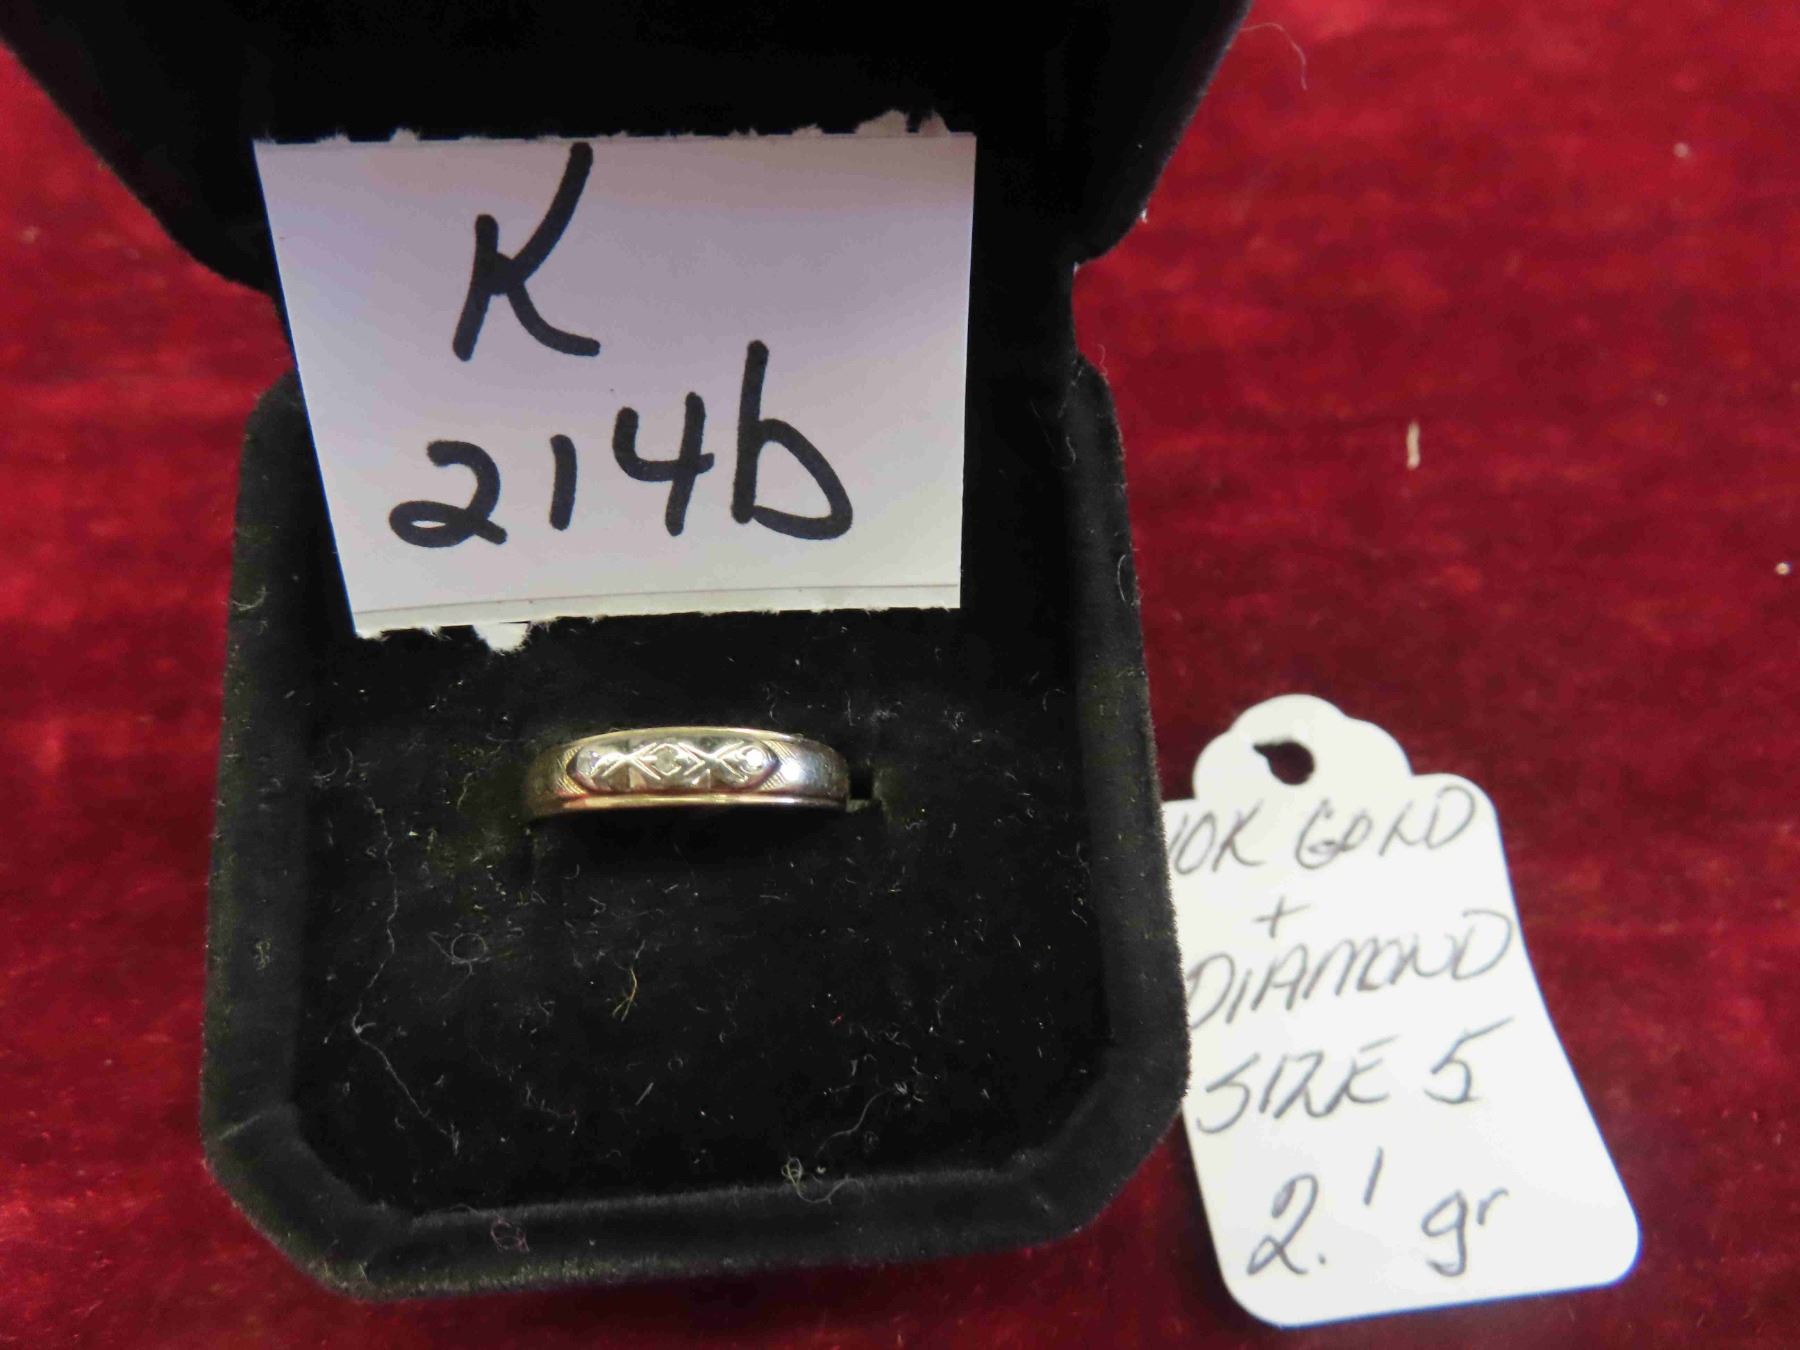 K
214b
10K GOLD
+
DIAMOND
SIZE 5
2.1 gr